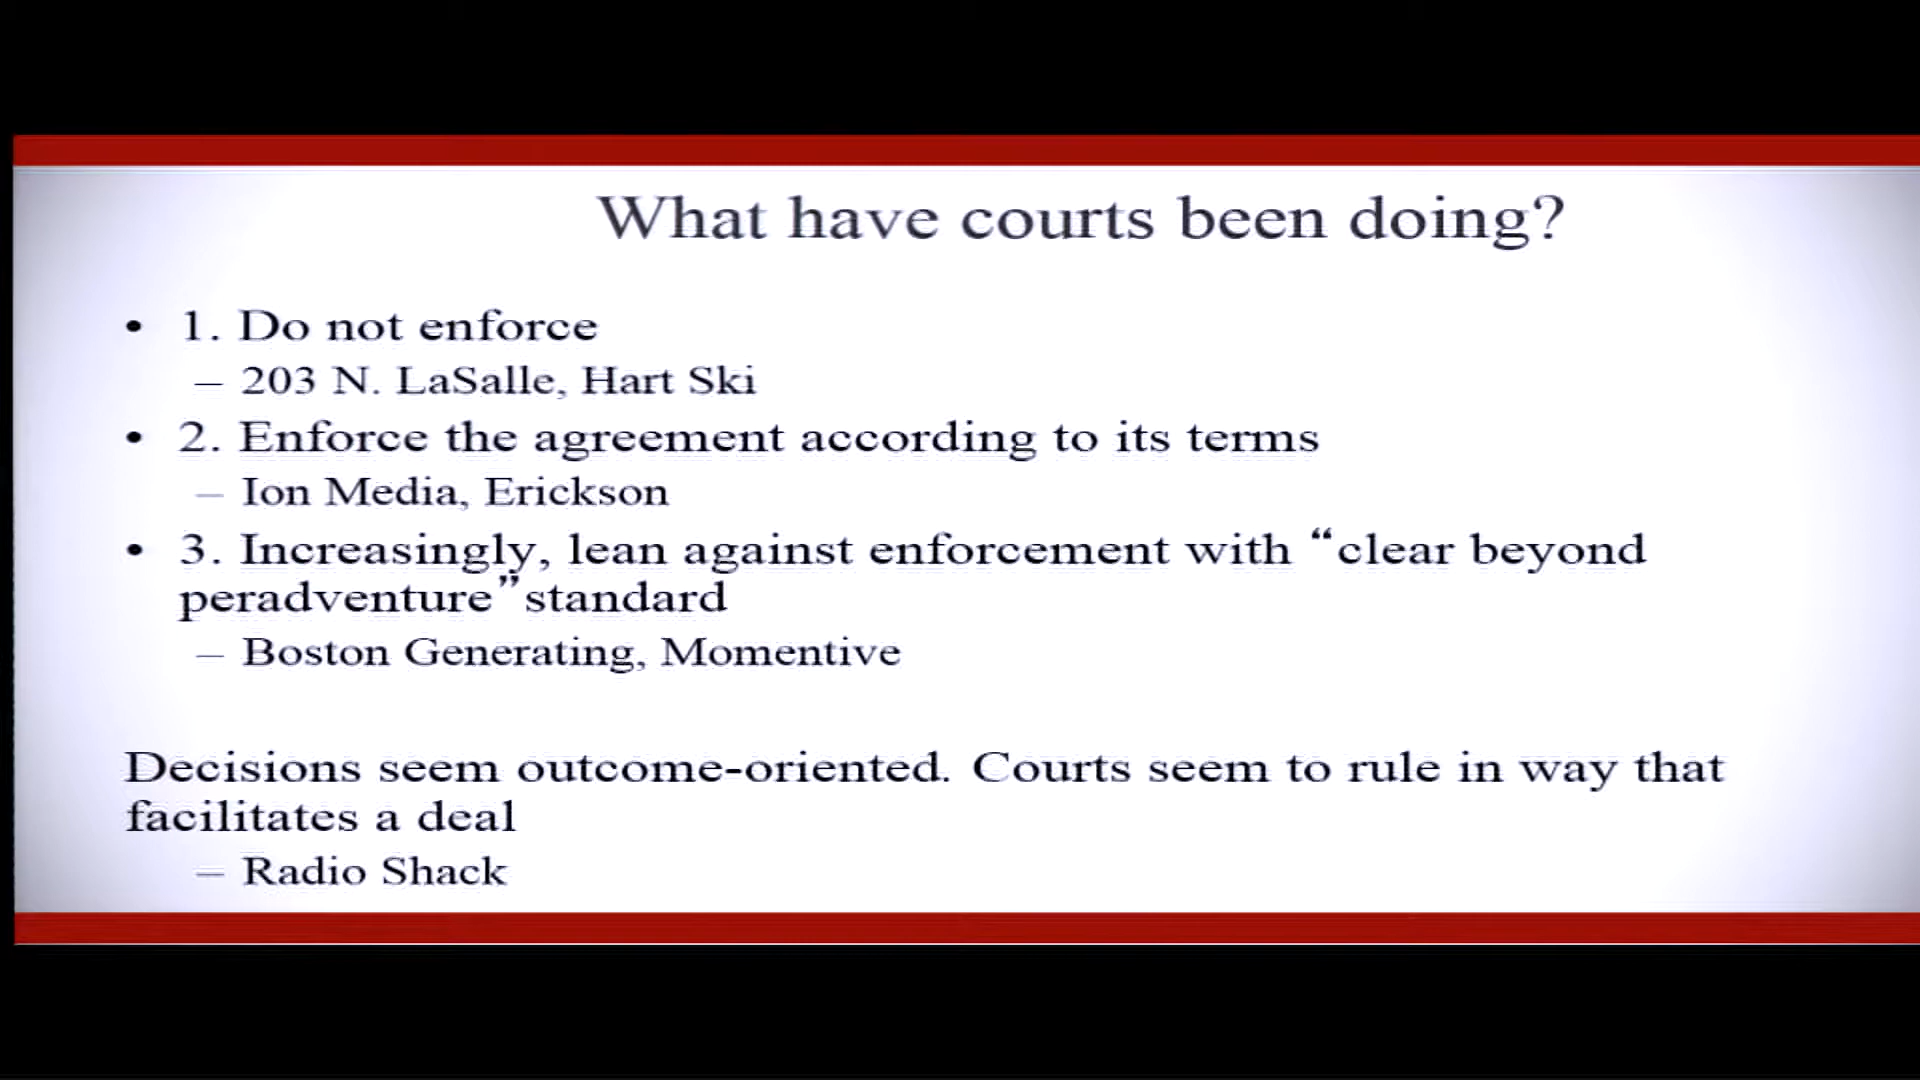 What have courts been doing?
• 1. Do not enforce
– 203 N. LaSalle, Hart Ski
• 2. Enforce the agreement according to its terms
– Ion Media, Erickson
• 3. Increasingly, lean against enforcement with “clear beyond
peradventure”standard
– Boston Generating, Momentive
Decisions seem outcome-oriented. Courts seem to rule in way that
facilitates a deal
– Radio Shack